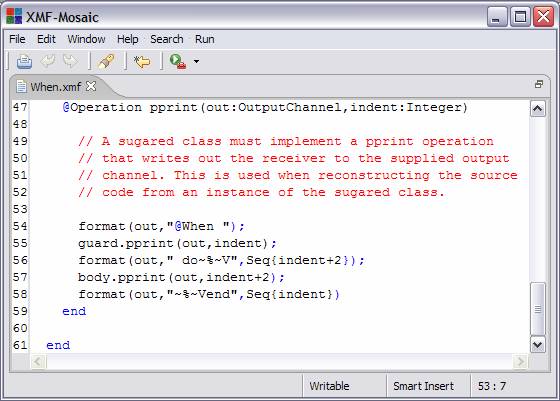 XMF-Mosaic
File Edit Window Help Search Run
When.xmf
47 @Operation pprint(out:OutputChannel,indent:Integer)
48
49 // A sugared class must implement a pprint operation
50 // that writes out the receiver to the supplied output
51 // channel. This is used when reconstructing the source
52 // code from an instance of the sugared class.
53
54 format(out,"@When ");
55 guard.pprint(out,indent);
56 format(out," do~%~V",Seq{indent+2});
57 body.pprint(out,indent+2);
58 format(out,"~%~Vend",Seq{indent})
59 end
60
61 end
Writable Smart Insert 53 : 7